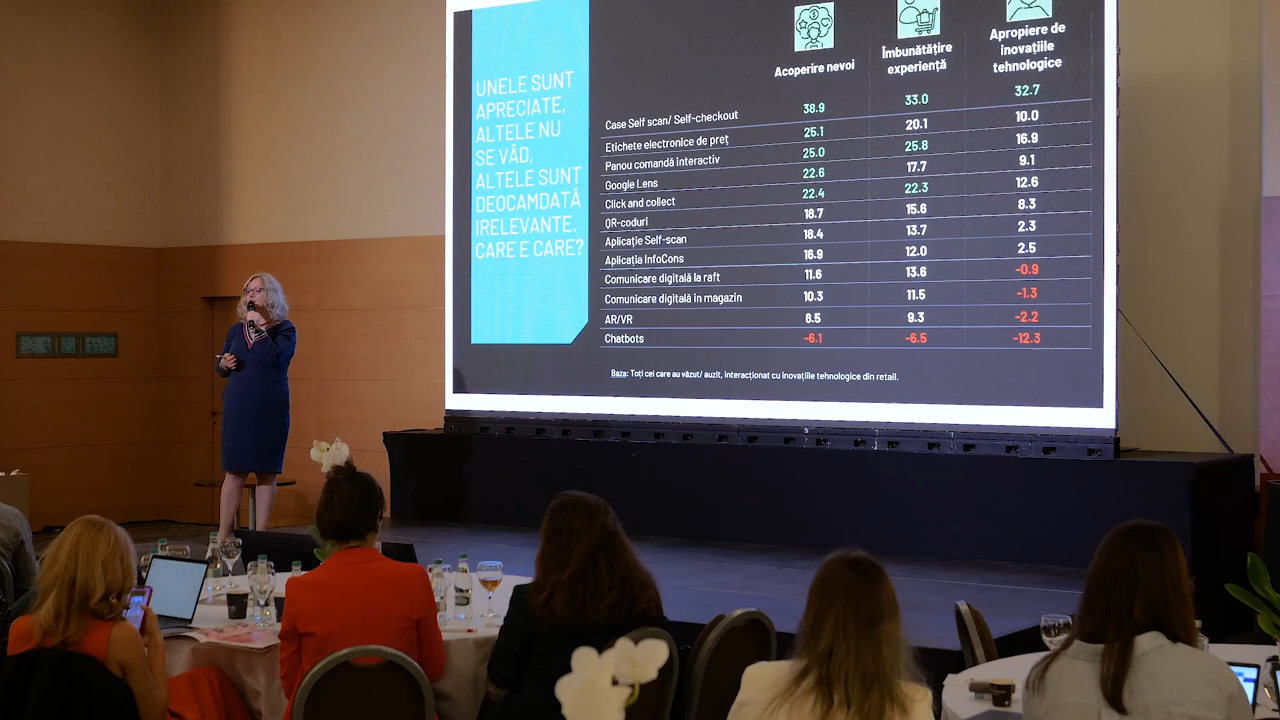 UNELE SUNT
APRECIATE,
ALTELE NU
SE VĂD,
ALTELE SUNT
DEOCAMDATĂ
IRELEVANTE.
CARE E CARE?
Acoperire nevoi
Îmbunătățire
experiență
Apropiere de
inovațiile
tehnologice
Case Self scan/ Self-checkout 38.9 33.0 32.7
Etichete electronice de preț 25.1 20.1 10.0
Panou comandă interactiv 25.0 25.8 16.9
Google Lens 22.6 17.7 9.1
Click and collect 22.4 22.3 12.6
QR-coduri 18.7 15.6 8.3
Aplicație Self-scan 18.4 13.7 2.3
Aplicația InfoCons 16.9 12.0 2.5
Comunicare digitală la raft 11.6 13.6 -0.9
Comunicare digitală în magazin 10.3 11.5 -1.3
AR/VR 8.5 9.3 -2.2
Chatbots -6.1 -6.5 -12.3
Baza: Toți cei care au văzut/ auzit, interacționat cu inovațiile tehnologice din retail.